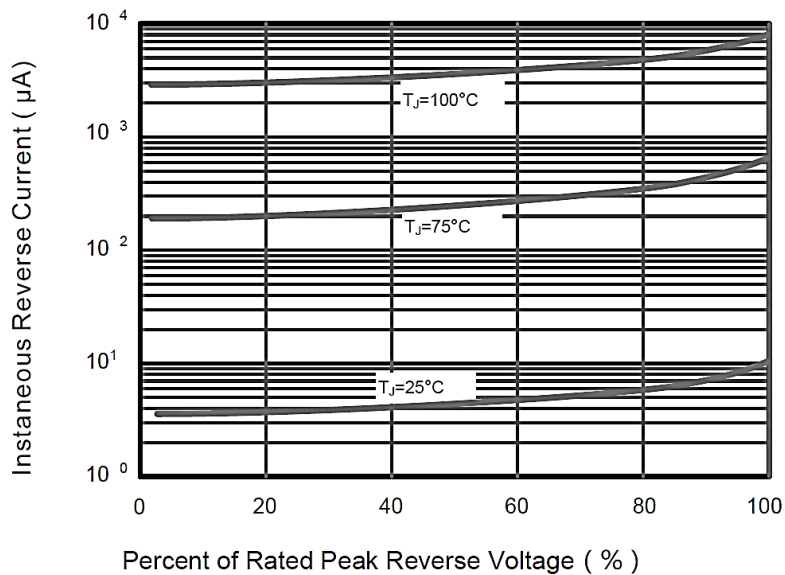 Instaneous Reverse Current ( μA )
10 4
10 3
10 2
10 1
10 0
TJ=100°C
TJ=75°C
TJ=25°C
0 20 40 60 80 100
Percent of Rated Peak Reverse Voltage ( % )